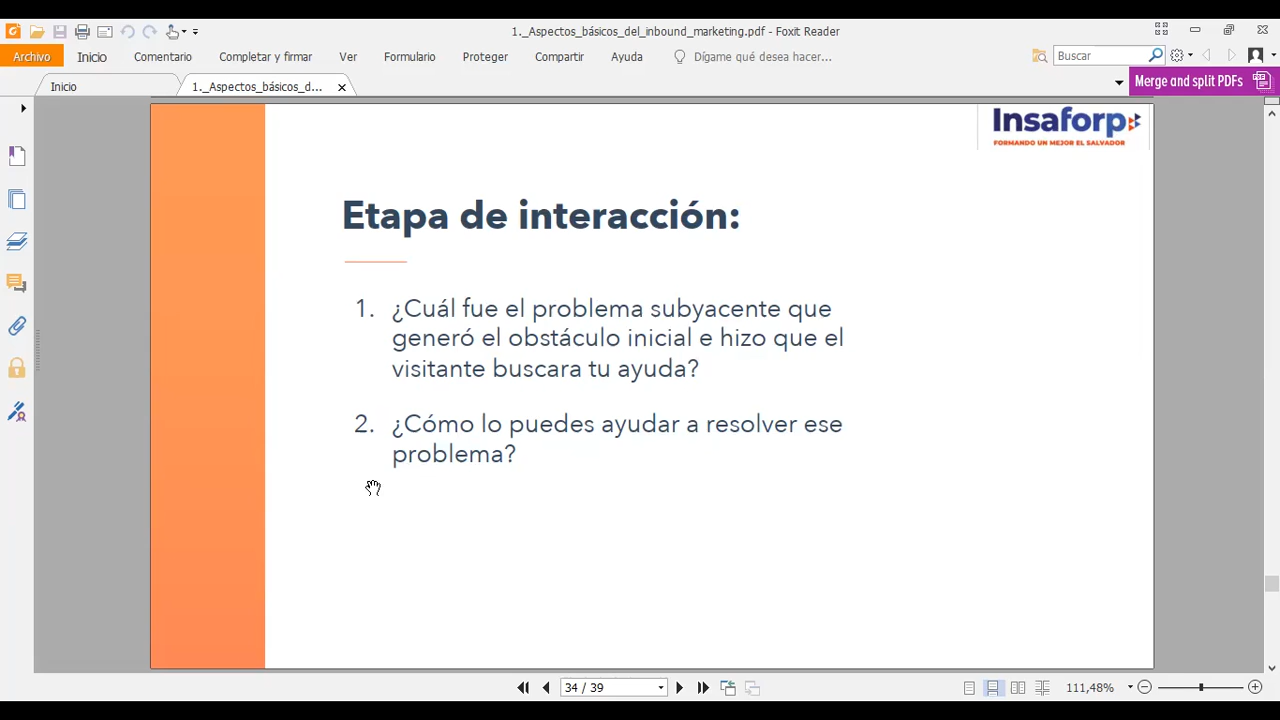 1._Aspectos_básicos_del_inbound_marketing.pdf - Foxit Reader
Archivo Inicio Comentario Completar y firmar Ver Formulario Proteger Compartir Ayuda Dígame qué desea hacer... Buscar
Inicio 1._Aspectos_básicos_d... Merge and split PDFs
Insaforp
FORMANDO UN MEJOR EL SALVADOR
Etapa de interacción:
1. ¿Cuál fue el problema subyacente que
generó el obstáculo inicial e hizo que el
visitante buscara tu ayuda?
2. ¿Cómo lo puedes ayudar a resolver ese
problema?
34 / 39 111,48%